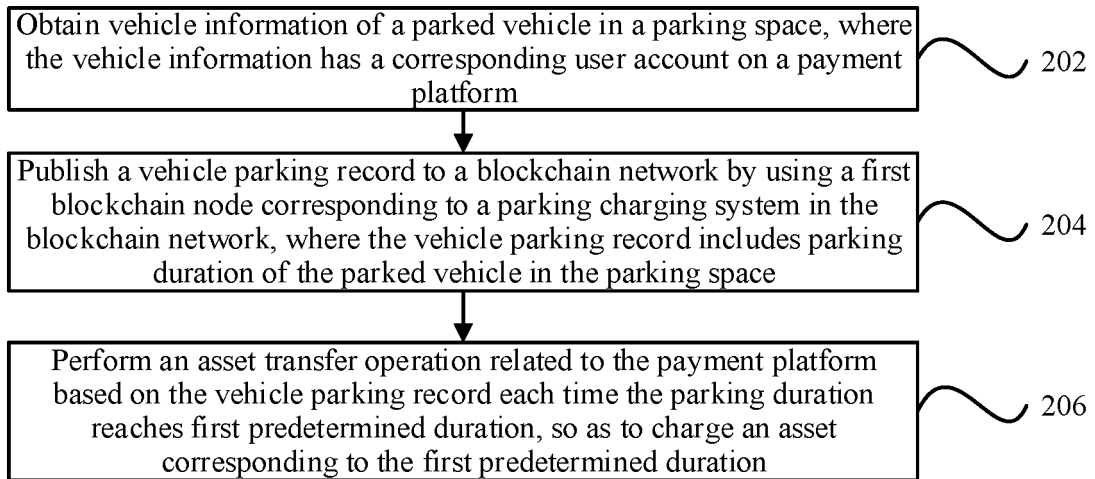 Obtain vehicle information of a parked vehicle in a parking space, where
the vehicle information has a corresponding user account on a payment
platform
202
Publish a vehicle parking record to a blockchain network by using a first
blockchain node corresponding to a parking charging system in the
blockchain network, where the vehicle parking record includes parking
duration of the parked vehicle in the parking space
204
Perform an asset transfer operation related to the payment platform
based on the vehicle parking record each time the parking duration
reaches first predetermined duration, so as to charge an asset
corresponding to the first predetermined duration
206